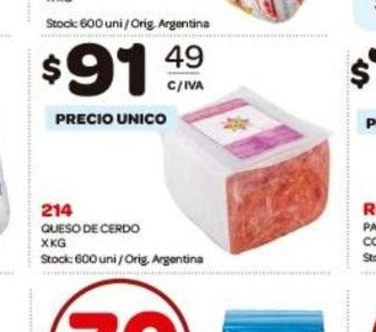 Stock: 600 uni / Orig. Argentina
$91 49
C/IVA
PRECIO UNICO
214
QUESO DE CERDO
X KG
Stock: 600 uni / Orig. Argentina
70